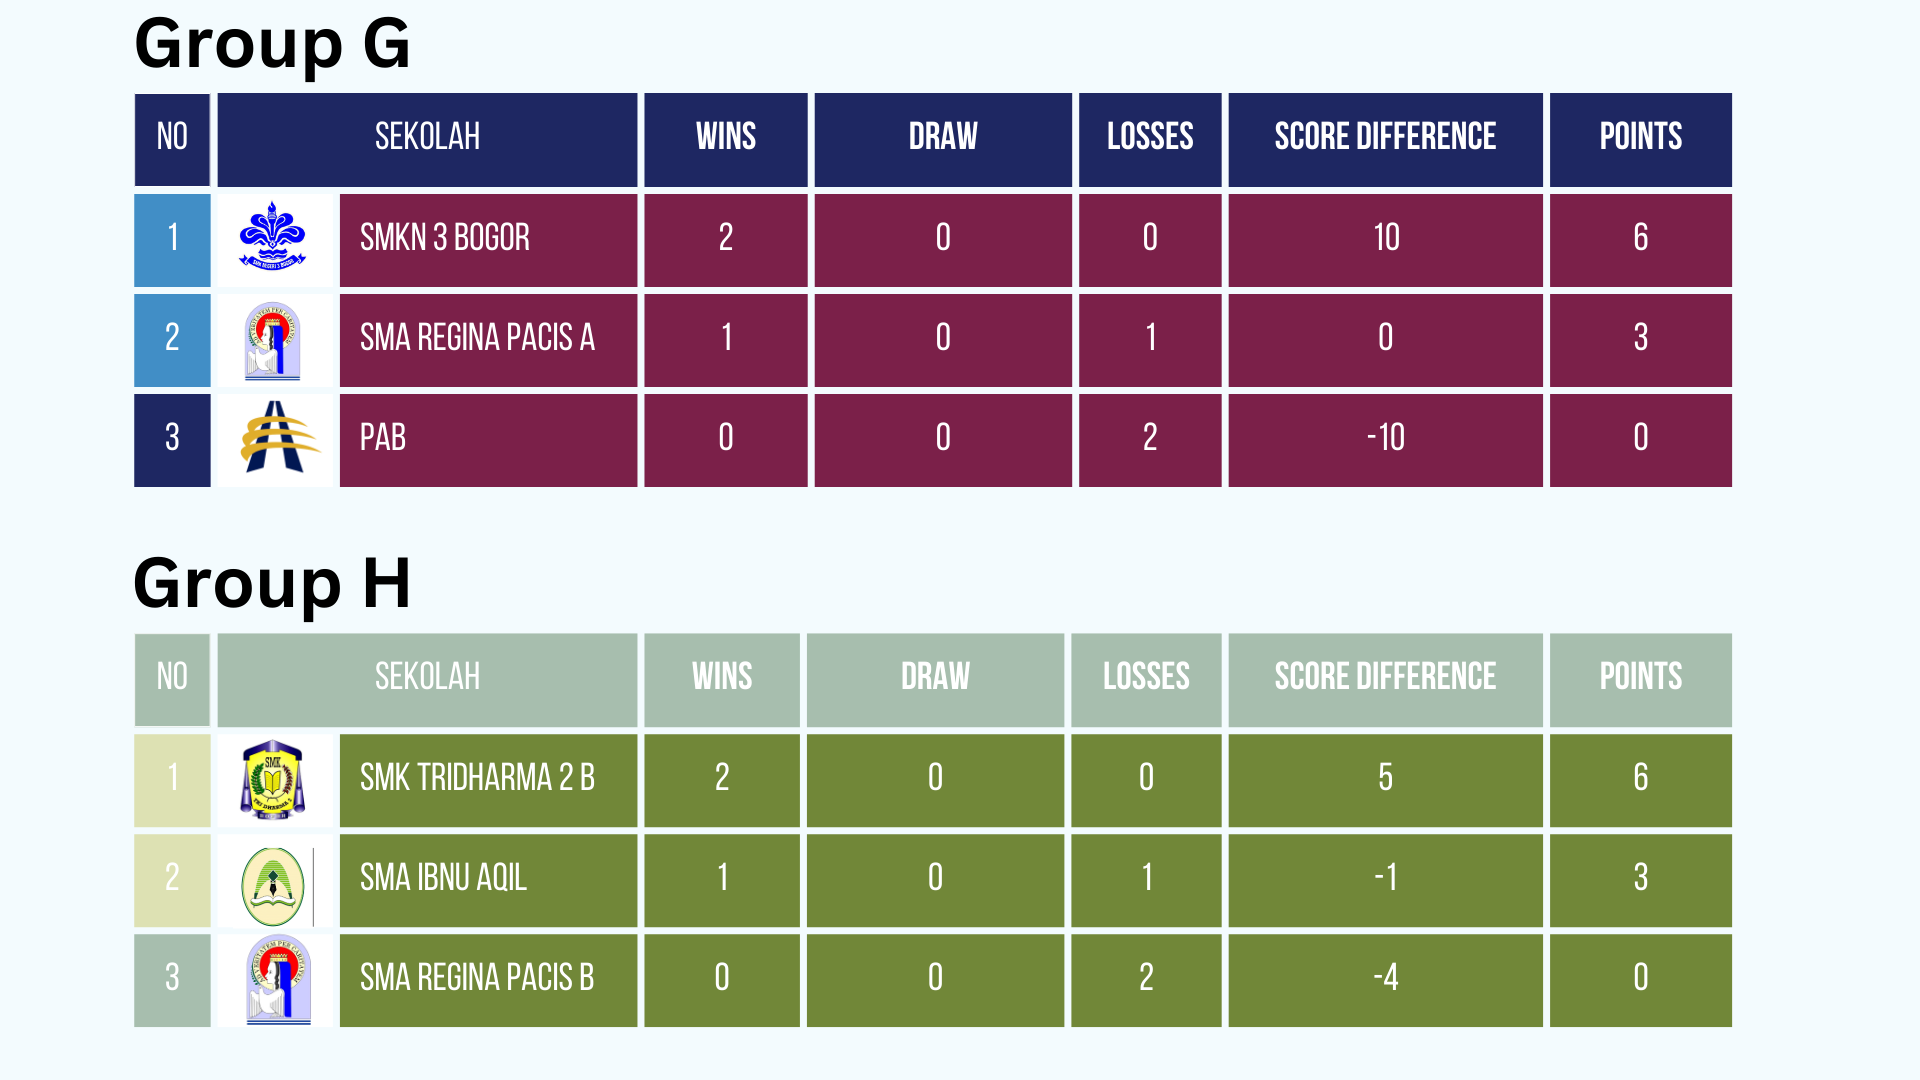 Group G
NO SEKOLAH WINS DRAW LOSSES SCORE DIFFERENCE POINTS
1 SMKN 3 BOGOR 2 0 0 10 6
2 SMA REGINA PACIS A 1 0 1 0 3
3 PAB 0 0 2 -10 0
Group H
NO SEKOLAH WINS DRAW LOSSES SCORE DIFFERENCE POINTS
1 SMK TRIDHARMA 2 B 2 0 0 5 6
SMK
2 SMA IBNU AQIL 1 0 1 -1 3
3 SMA REGINA PACIS B 0 0 2 -4 0